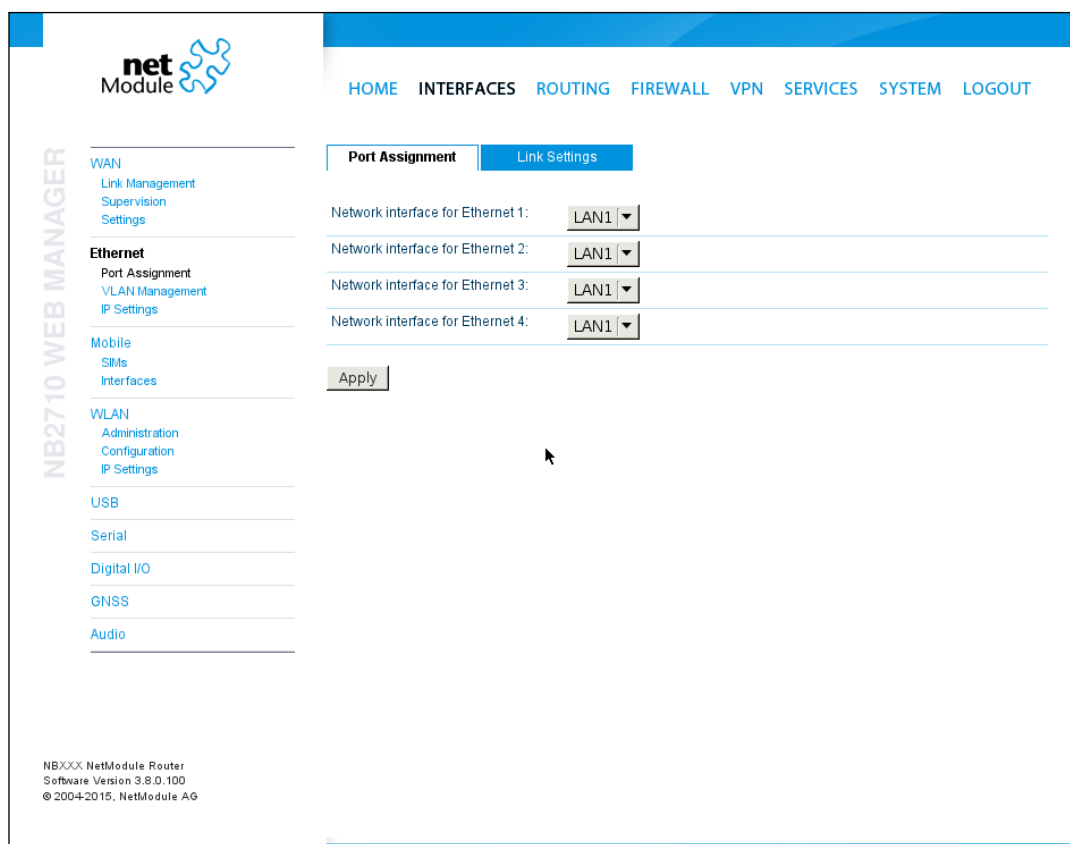 net
Module
HOME INTERFACES ROUTING FIREWALL VPN SERVICES SYSTEM LOGOUT
NB2710 WEB MANAGER
WAN
Link Management
Supervision
Settings
Ethernet
Port Assignment
VLAN Management
IP Settings
Mobile
SIMs
Interfaces
WLAN
Administration
Configuration
IP Settings
USB
Serial
Digital I/O
GNSS
Audio
Port Assignment Link Settings
Network interface for Ethernet 1: LAN1
Network interface for Ethernet 2: LAN1
Network interface for Ethernet 3: LAN1
Network interface for Ethernet 4: LAN1
Apply
NBXXX NetModule Router
Software Version 3.8.0.100
© 2004-2015, NetModule AG